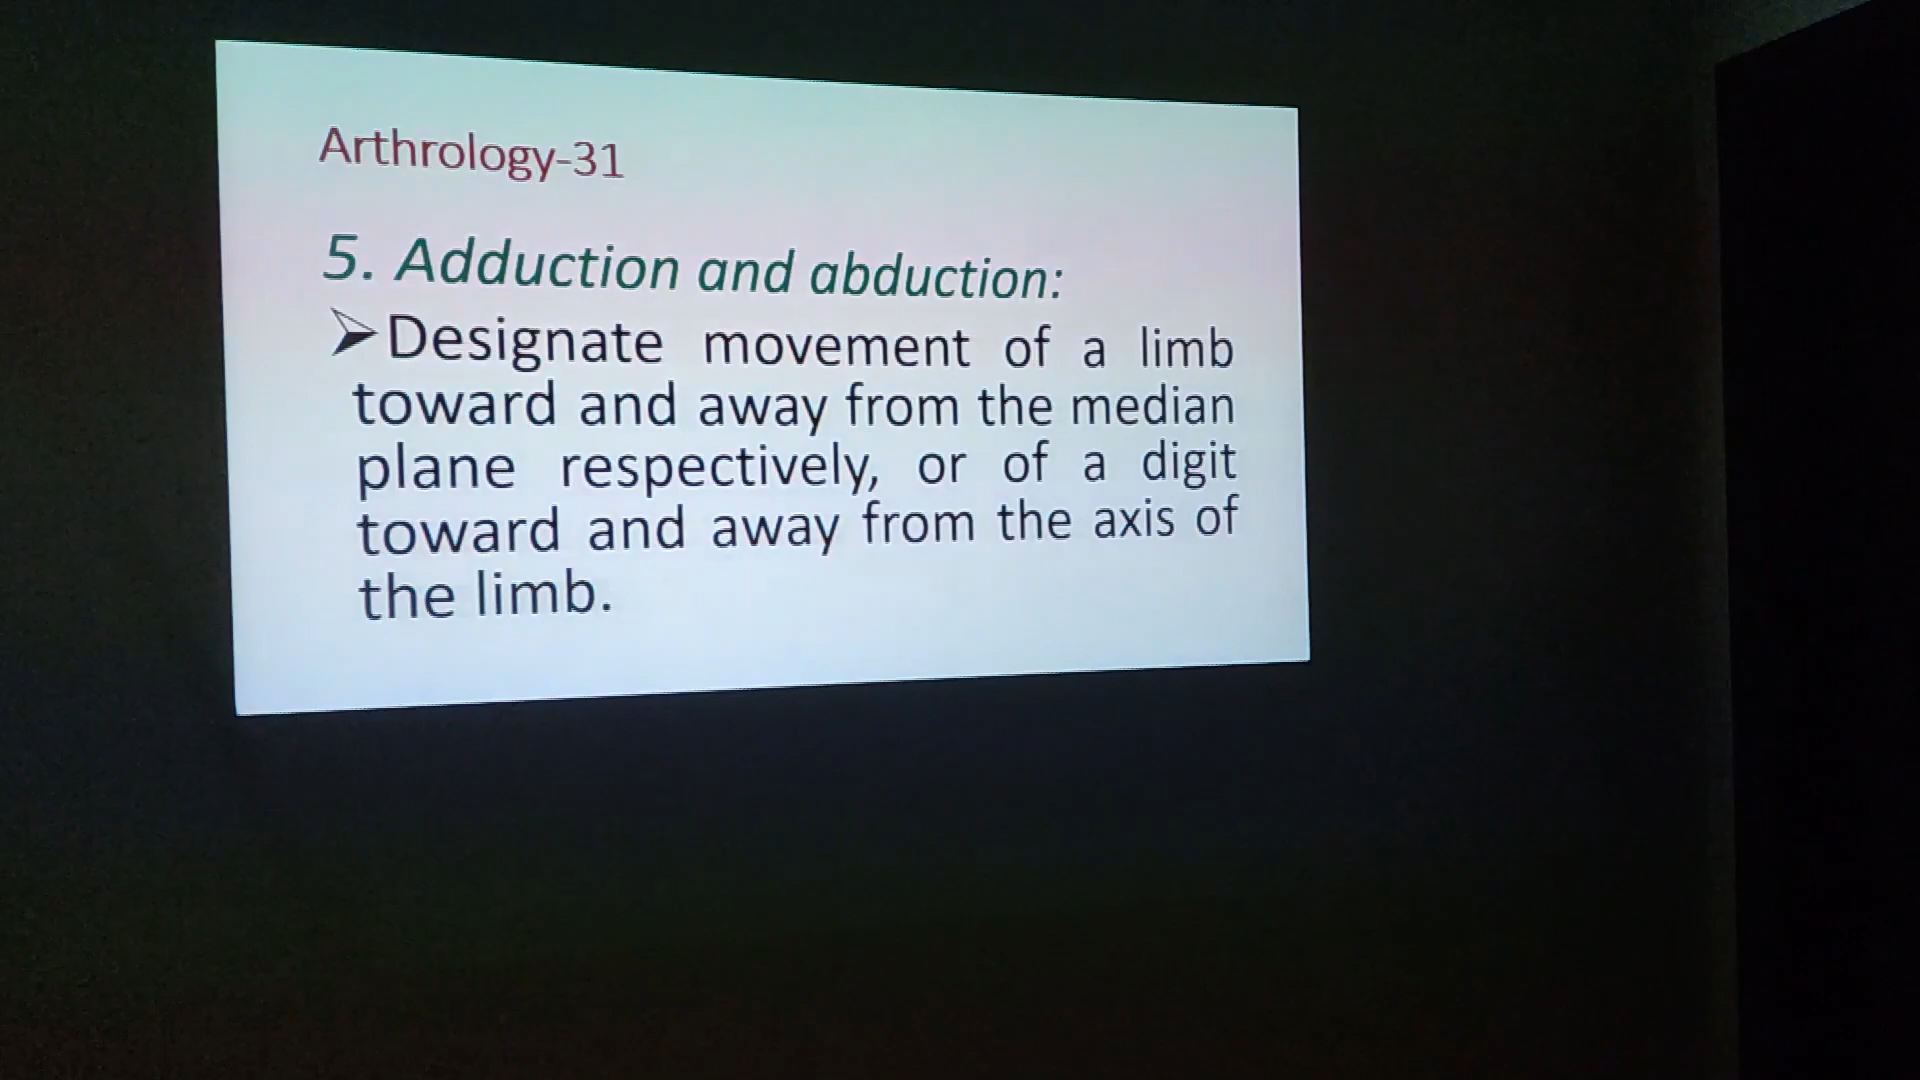 Arthrology-31
5. Adduction and abduction:
➢Designate movement of a limb
toward and away from the median
plane respectively, or of a digit
toward and away from the axis of
the limb.